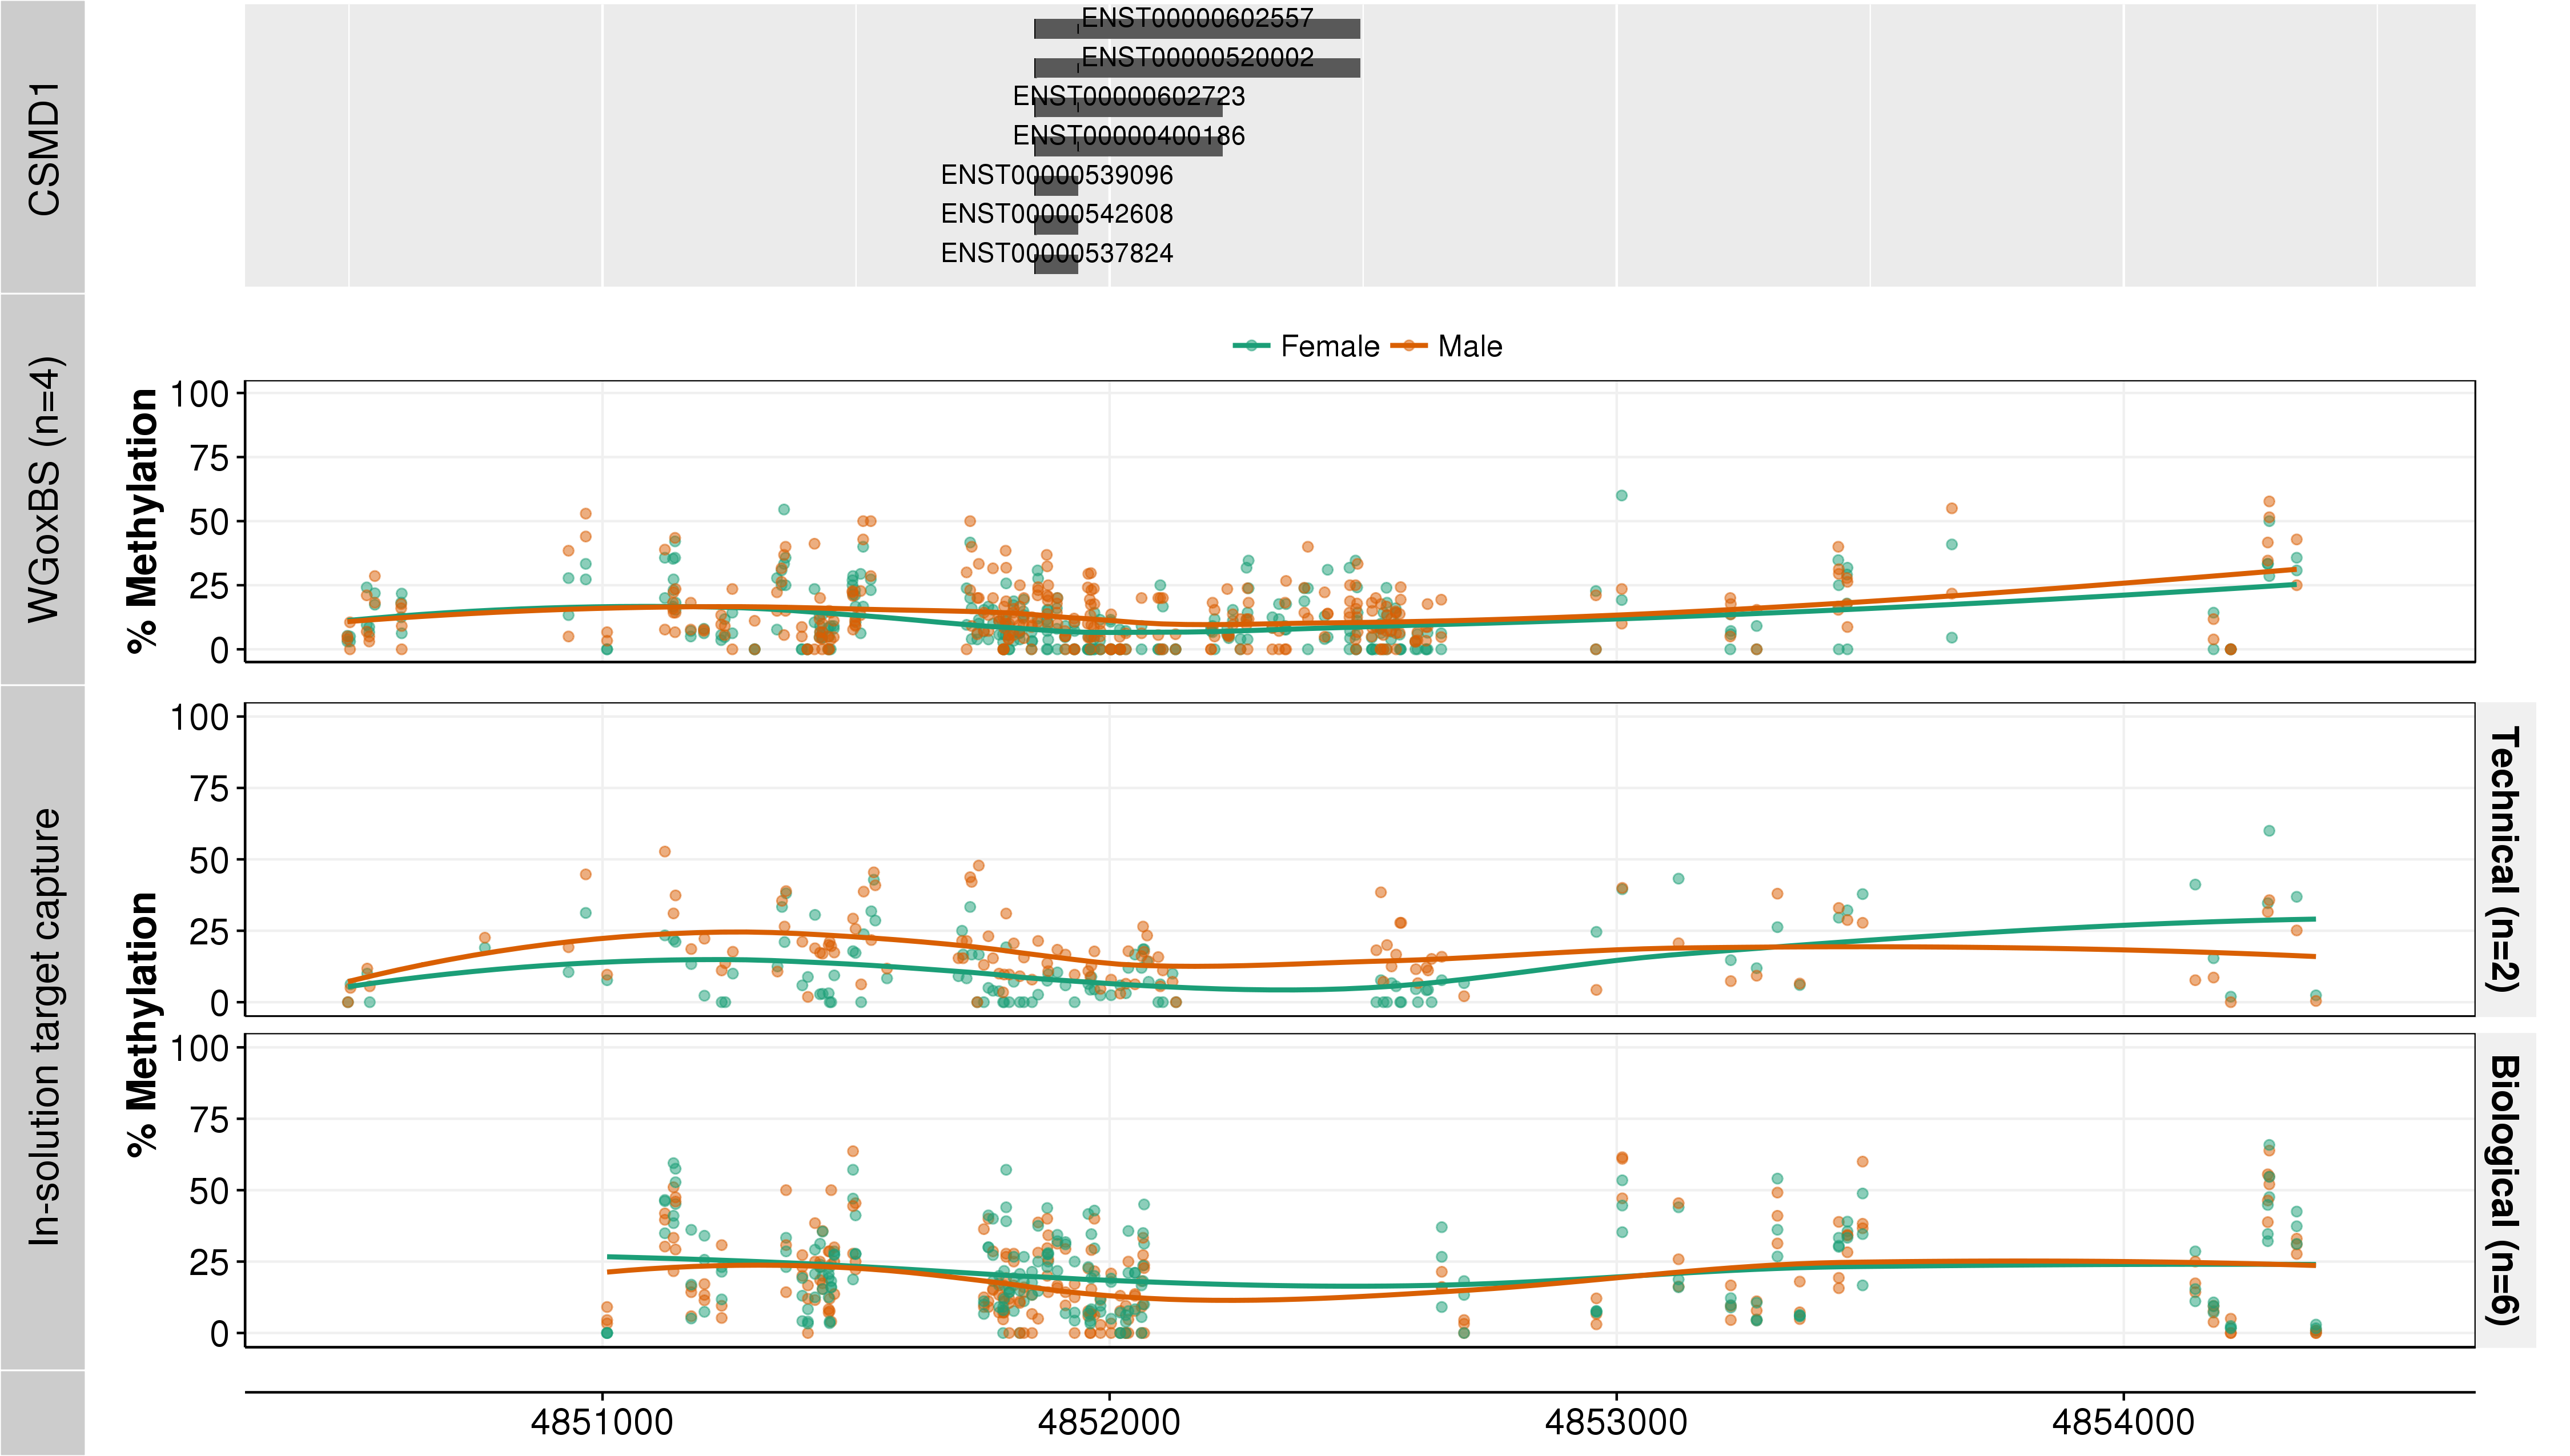 CSMD1
ENST00000602557
ENST00000520002
ENST00000602723
ENST00000400186
ENST00000539096
ENST00000542608
ENST00000537824
WGoxBS (n=4)
Female Male
% Methylation
100
75
50
25
0
In-solution target capture
% Methylation
100
75
50
25
0
Technical (n=2)
100
75
50
25
0
Biological (n=6)
4851000 4852000 4853000 4854000